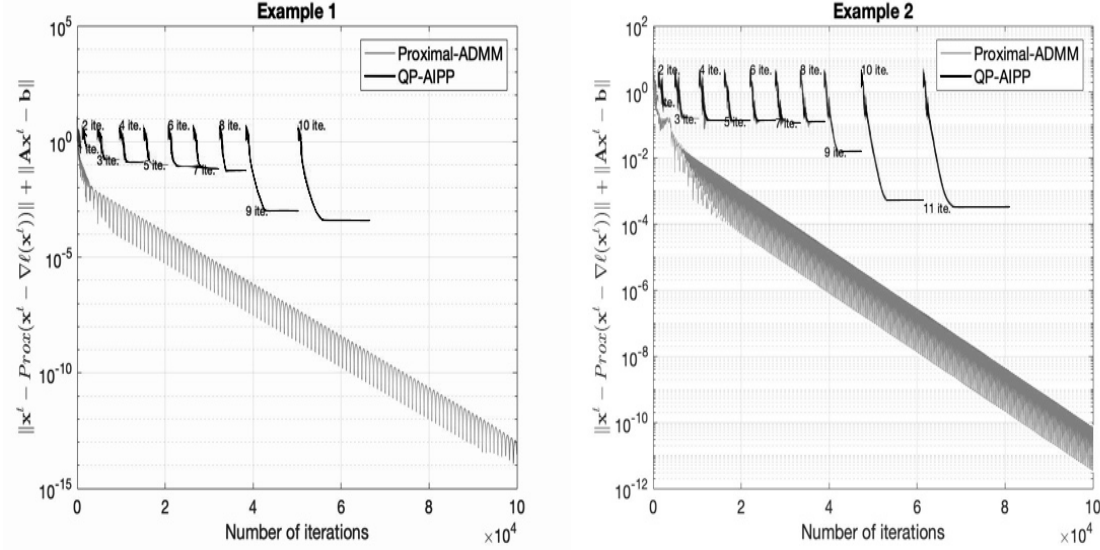 Example 1
‖x^t − Prox(x^t − ∇ℓ(x^t))‖ + ‖Ax^t − b‖
10^5
10^0
10^-5
10^-10
10^-15
Proximal-ADMM
QP-AIPP
2 ite.
4 ite.
6 ite.
8 ite.
10 ite.
ite.
3 ite.
5 ite.
7 ite.
9 ite.
0
2
4
6
8
10
Number of iterations
×10^4
Example 2
‖x^t − Prox(x^t − ∇ℓ(x^t))‖ + ‖Ax^t − b‖
10^2
10^0
10^-2
10^-4
10^-6
10^-8
10^-10
10^-12
Proximal-ADMM
QP-AIPP
2 ite.
4 ite.
6 ite.
8 ite.
10 ite.
ite.
3 ite.
5 ite.
7 ite.
9 ite.
11 ite.
0
2
4
6
8
10
Number of iterations
×10^4